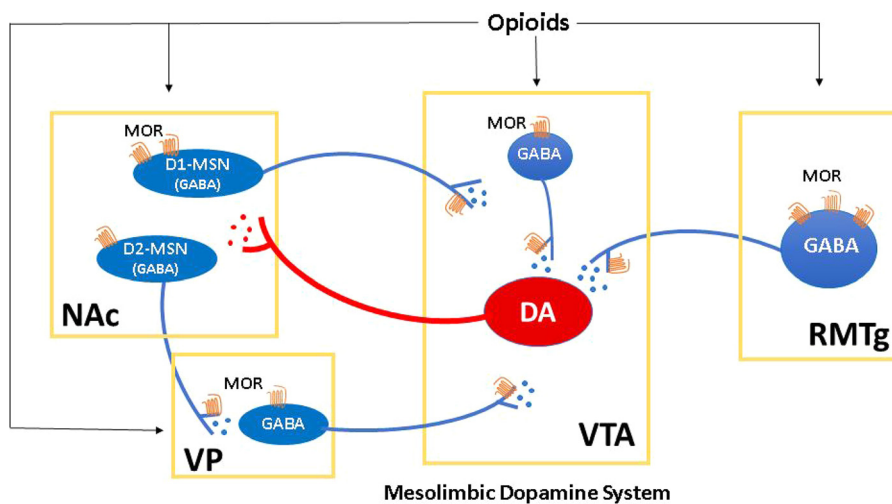 Opioids
MOR
D1-MSN
(GABA)
D2-MSN
(GABA)
NAc
MOR
GABA
DA
VTA
MOR
GABA
RMTg
MOR
GABA
VP
Mesolimbic Dopamine System